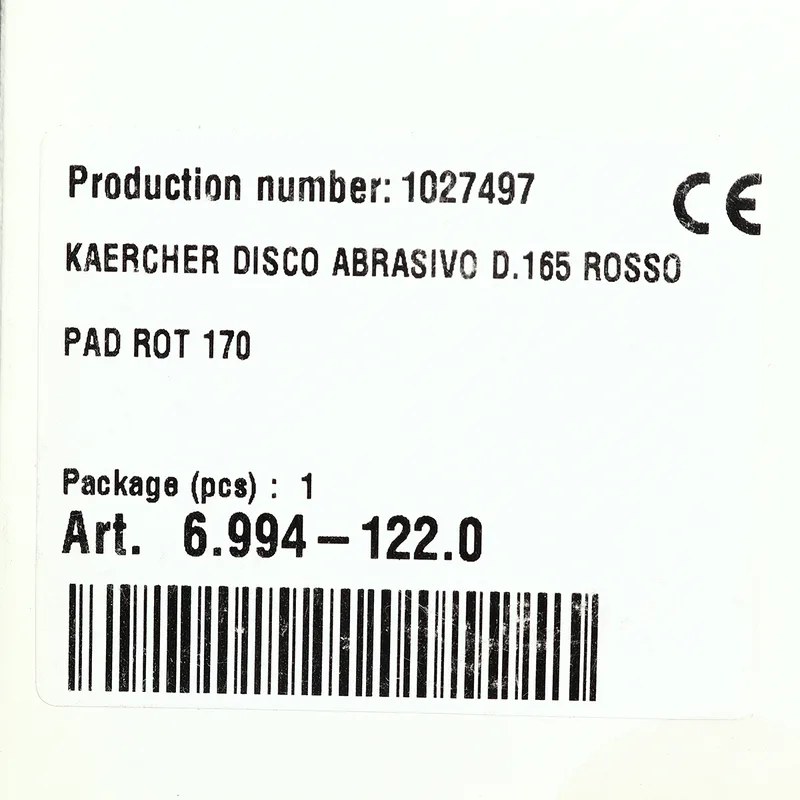 Production number: 1027497
CE
KAERCHER DISCO ABRASIVO D.165 ROSSO
PAD ROT 170
Package (pcs) : 1
Art. 6.994-122.0